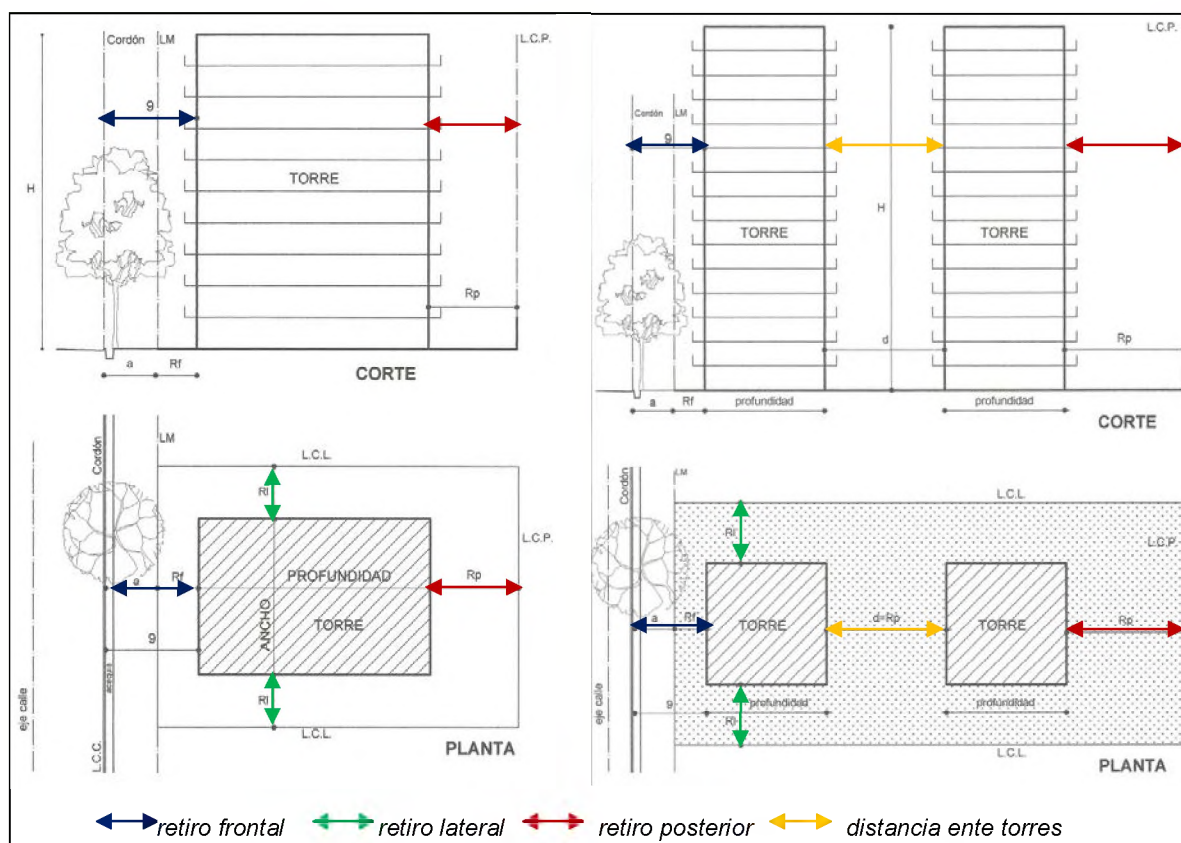 Cordón LM L.C.P.
9
H
TORRE
Rp
a Rf
CORTE
Cordón
LM
L.C.L.
Rl
L.C.P.
a Rf
PROFUNDIDAD
Rp
ANCHO
TORRE
9
acequia
Rl
eje calle
L.C.C.
L.C.L.
PLANTA
L.C.P.
Cordón LM
9
H
TORRE
TORRE
d
Rp
a Rf profundidad profundidad
CORTE
Cordón
LM
L.C.L.
Rl
L.C.P.
a Rf
TORRE
d=Rp
TORRE
Rp
9
profundidad
profundidad
Rl
eje calle
L.C.L.
PLANTA
retiro frontal retiro lateral retiro posterior distancia ente torres